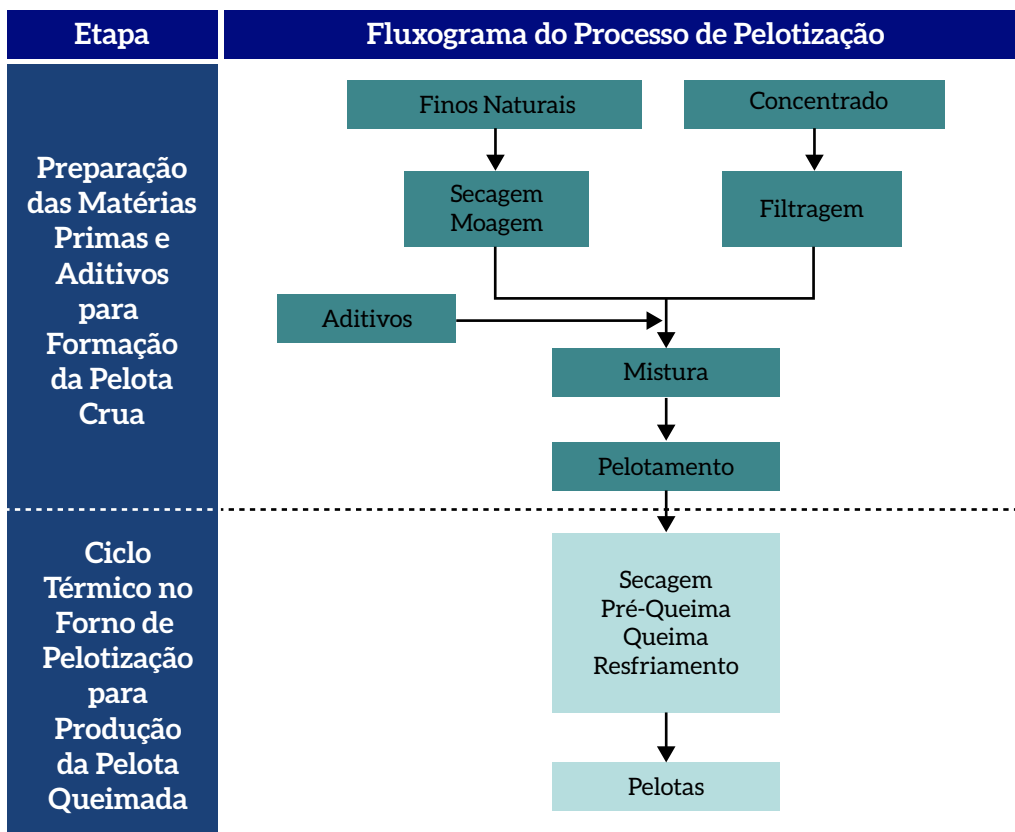 Etapa
Fluxograma do Processo de Pelotização
Preparação
das Matérias
Primas e
Aditivos
para
Formação
da Pelota
Crua
Finos Naturais
Concentrado
Secagem
Moagem
Filtragem
Aditivos
Mistura
Pelotamento
Ciclo
Térmico no
Forno de
Pelotização
para
Produção
da Pelota
Queimada
Secagem
Pré-Queima
Queima
Resfriamento
Pelotas